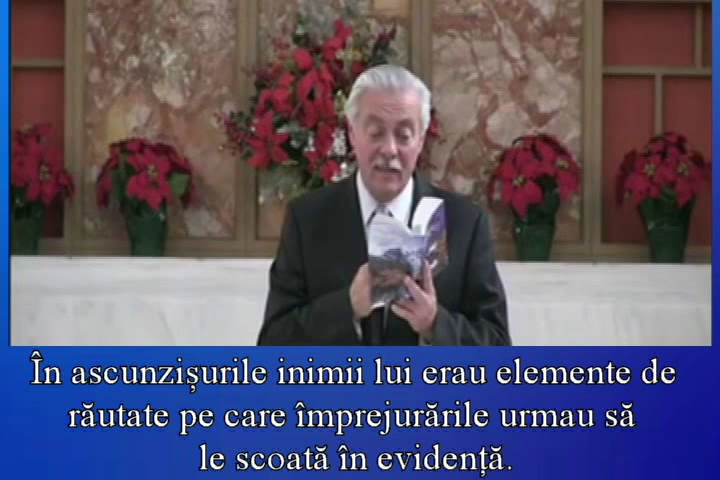 În ascunzișurile inimii lui erau elemente de
răutate pe care împrejurările urmau să
le scoată în evidență.